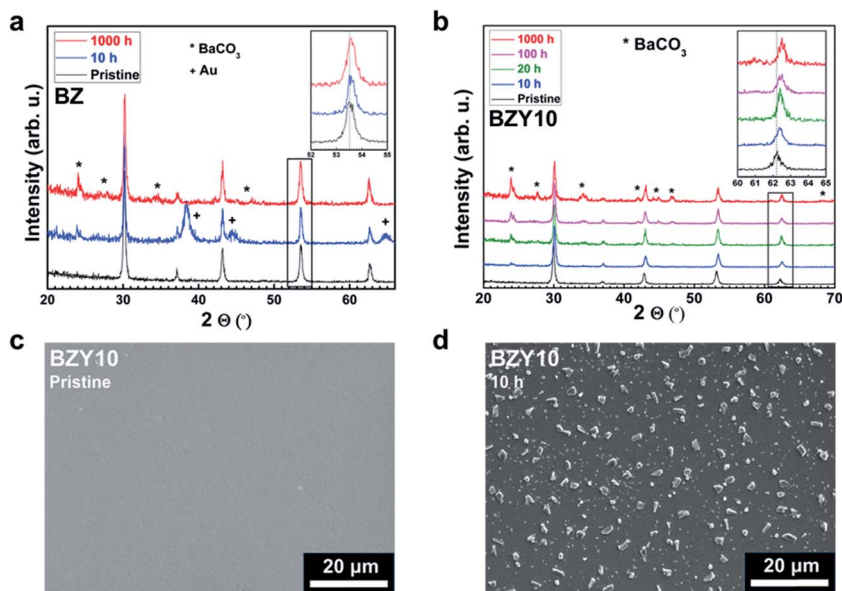 a
1000 h
10 h
Pristine
* BaCO3
+ Au
BZ
Intensity (arb. u.)
52 53 54 55
* * * *
+ + +
20 30 40 50 60
2 Θ (°)
b
1000 h
100 h
20 h
10 h
Pristine
* BaCO3
BZY10
Intensity (arb. u.)
60 61 62 63 64 65
* * * * * * *
20 30 40 50 60 70
2 Θ (°)
c
BZY10
Pristine
20 µm
d
BZY10
10 h
20 µm